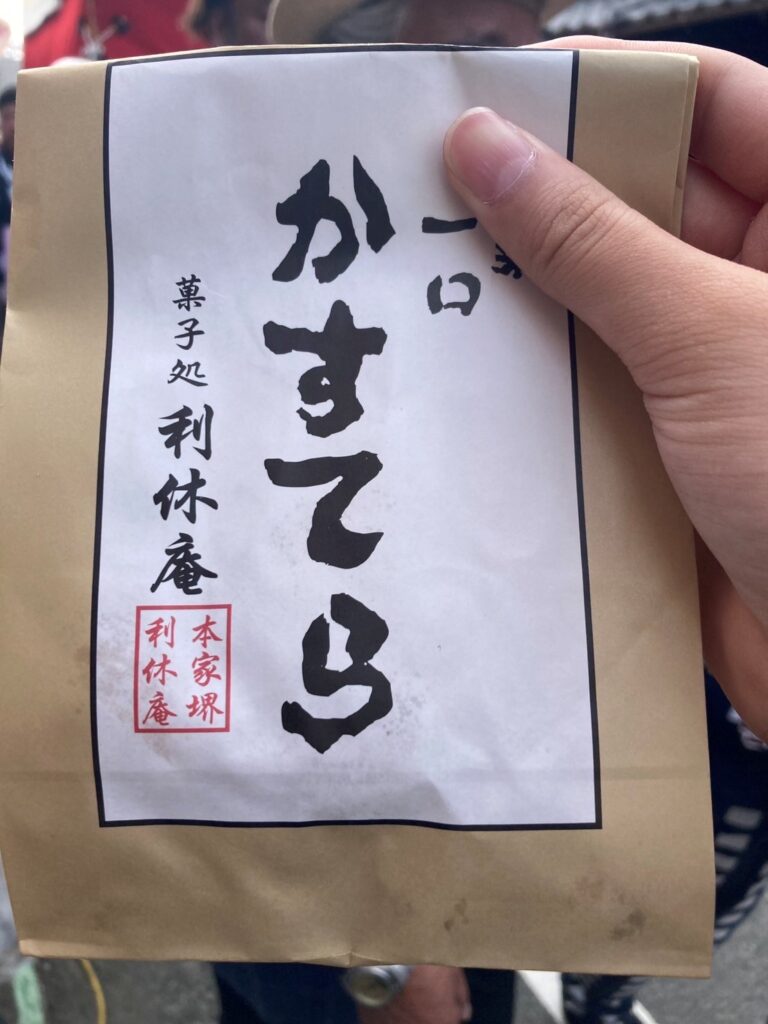 一口
かすてら
菓子処 利休庵
本家堺
利休庵